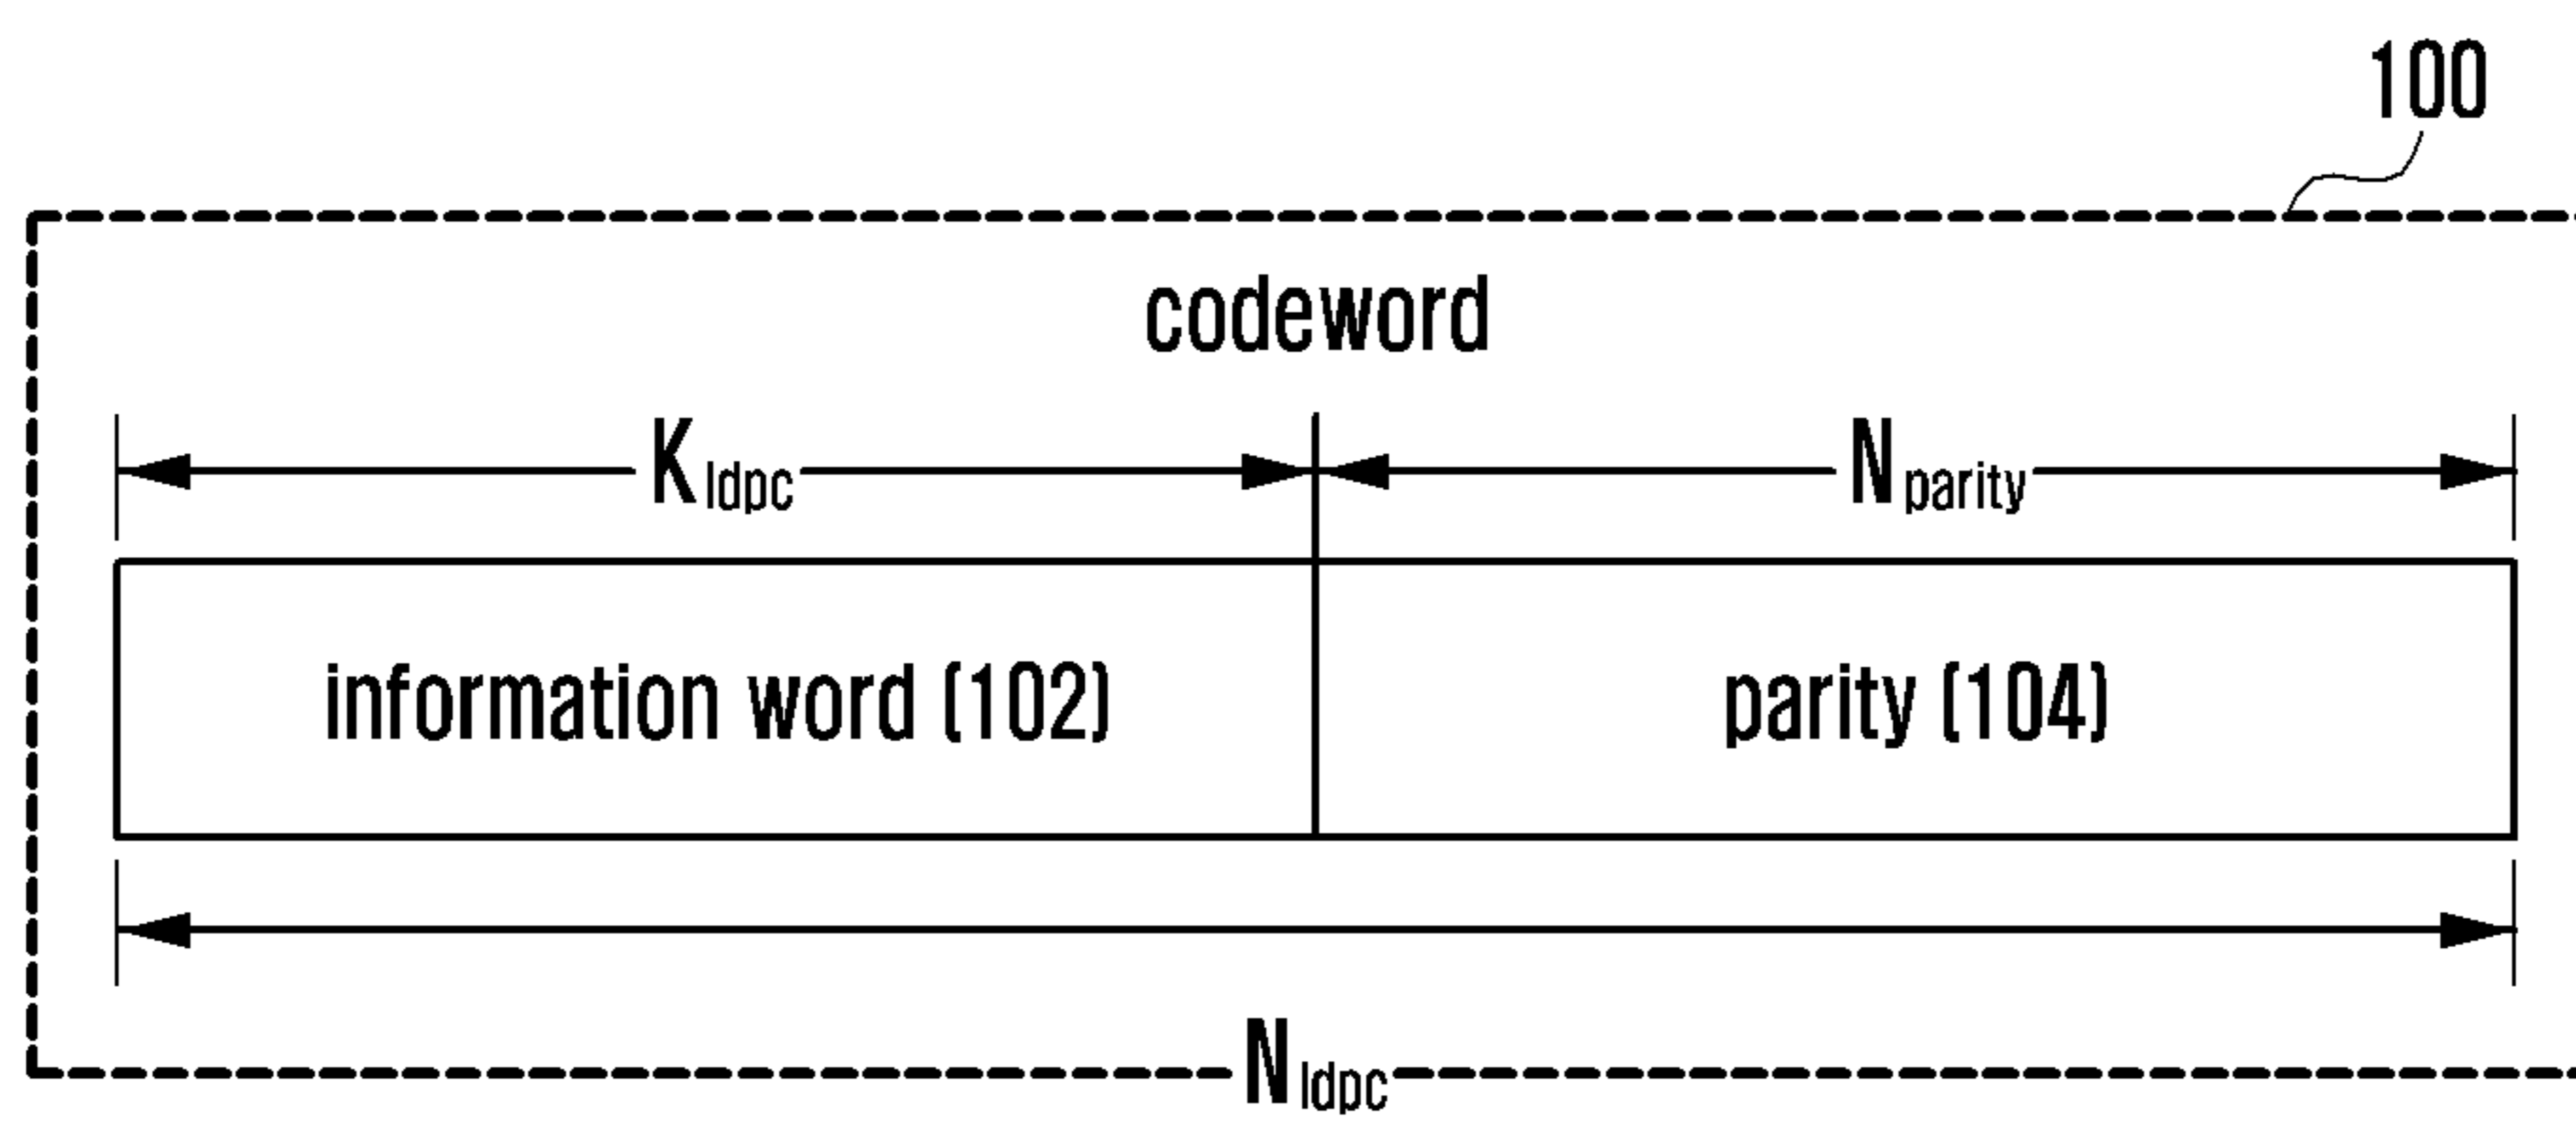 100
codeword
Kldpc
Nparity
information word (102)
parity (104)
Nldpc